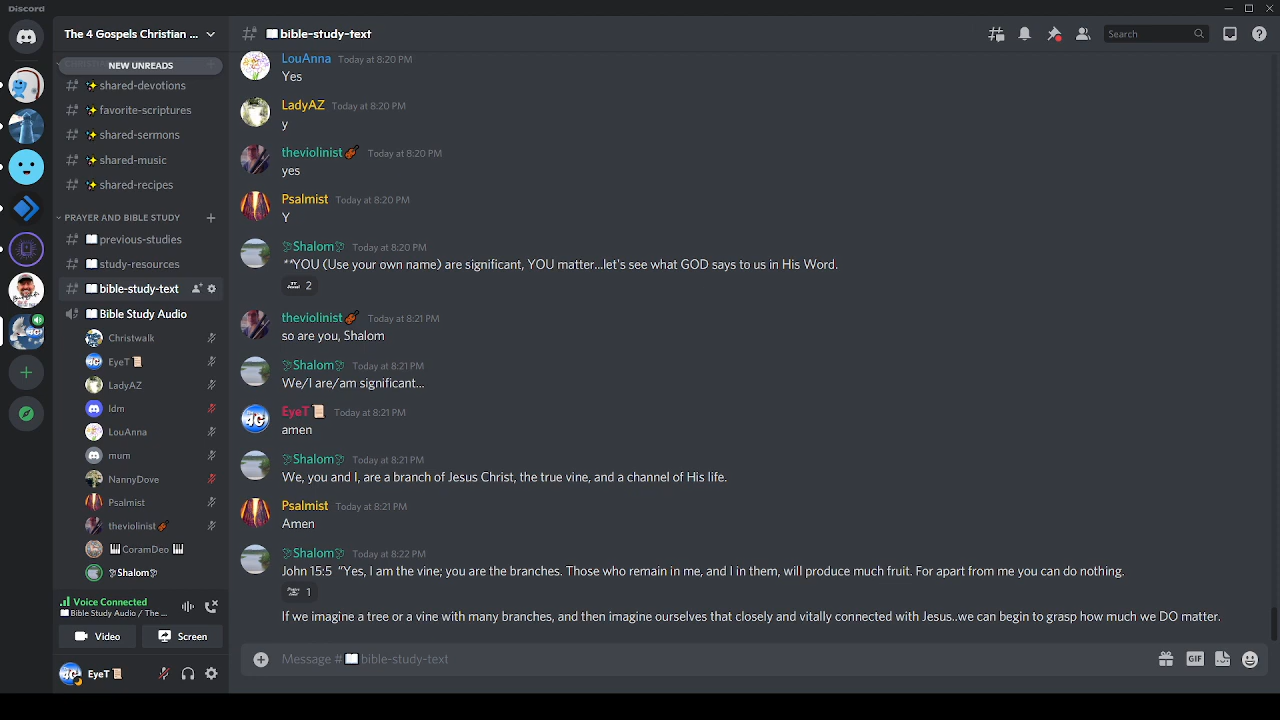 Discord
The 4 Gospels Christian ...
NEW UNREADS
shared-devotions
favorite-scriptures
shared-sermons
shared-music
shared-recipes
PRAYER AND BIBLE STUDY
previous-studies
study-resources
bible-study-text
Bible Study Audio
Christwalk
EyeT
LadyAZ
ldm
LouAnna
mum
NannyDove
Psalmist
theviolinist
CoramDeo
Shalom
Voice Connected
Bible Study Audio / The ...
Video
Screen
EyeT
bible-study-text
Search
LouAnna Today at 8:20 PM
Yes
LadyAZ Today at 8:20 PM
y
theviolinist Today at 8:20 PM
yes
Psalmist Today at 8:20 PM
Y
Shalom Today at 8:20 PM
**YOU (Use your own name) are significant, YOU matter...let's see what GOD says to us in His Word.
2
theviolinist Today at 8:21 PM
so are you, Shalom
Shalom Today at 8:21 PM
We/I are/am significant...
EyeT Today at 8:21 PM
amen
Shalom Today at 8:21 PM
We, you and I, are a branch of Jesus Christ, the true vine, and a channel of His life.
Psalmist Today at 8:21 PM
Amen
Shalom Today at 8:22 PM
John 15:5 “Yes, I am the vine; you are the branches. Those who remain in me, and I in them, will produce much fruit. For apart from me you can do nothing.
1
If we imagine a tree or a vine with many branches, and then imagine ourselves that closely and vitally connected with Jesus..we can begin to grasp how much we DO matter.
Message # bible-study-text
GIF